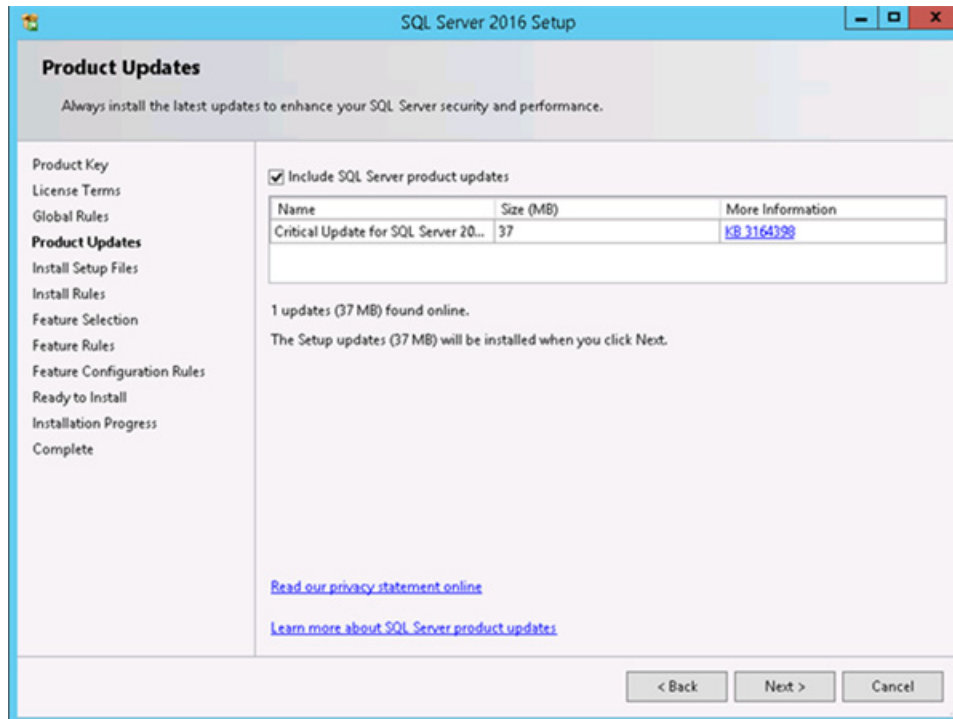 SQL Server 2016 Setup
Product Updates
Always install the latest updates to enhance your SQL Server security and performance.
Product Key
License Terms
Global Rules
Product Updates
Install Setup Files
Install Rules
Feature Selection
Feature Rules
Feature Configuration Rules
Ready to Install
Installation Progress
Complete
Include SQL Server product updates
Name Size (MB) More Information
Critical Update for SQL Server 20... 37 KB 3164398
1 updates (37 MB) found online.
The Setup updates (37 MB) will be installed when you click Next.
Read our privacy statement online
Learn more about SQL Server product updates
< Back Next > Cancel